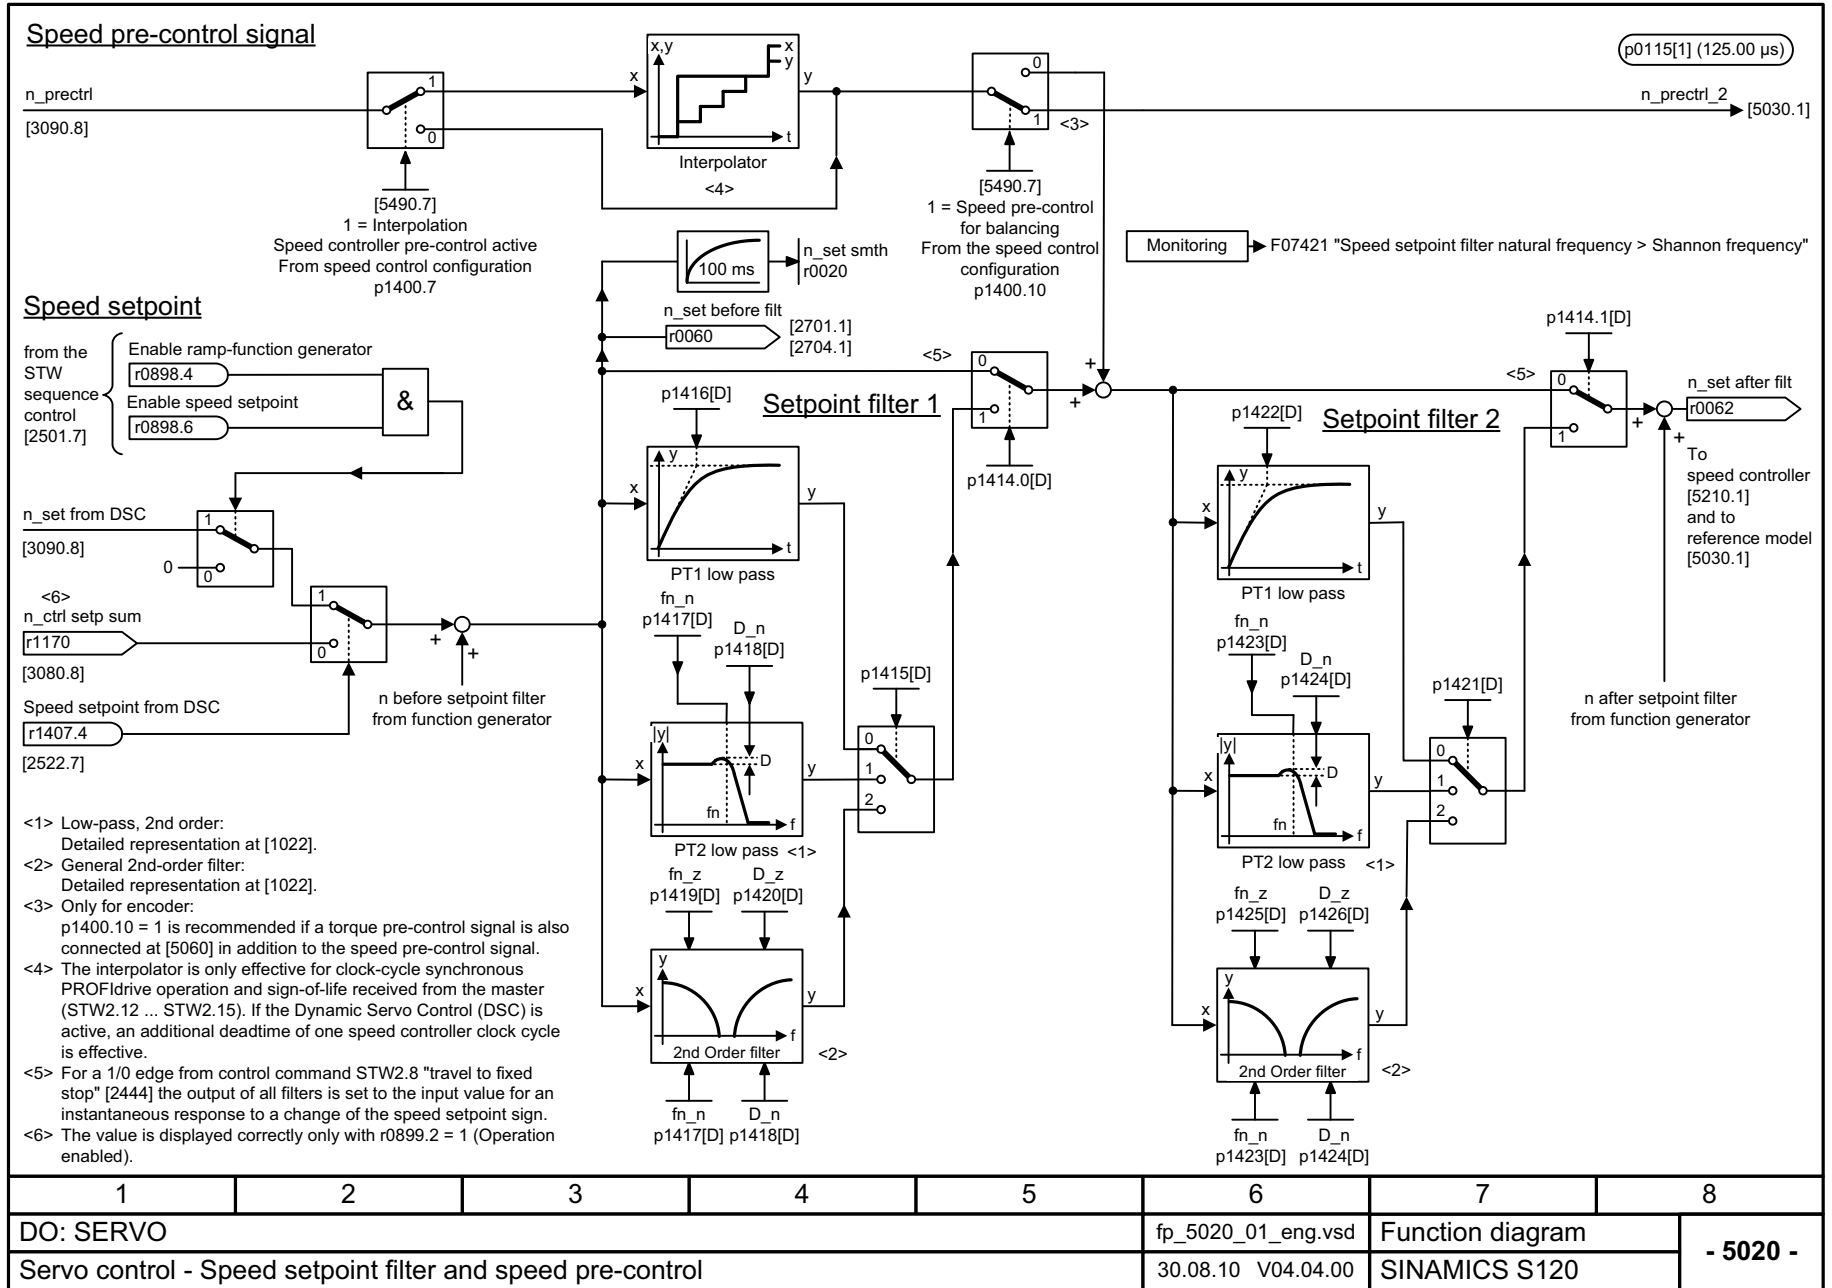 Speed pre-control signal
p0115[1] (125.00 µs)
n_prectrl
[3090.8]
1
0
[5490.7]
1 = Interpolation
Speed controller pre-control active
From speed control configuration
p1400.7
x
x,y
x
y
t
y
Interpolator
<4>
0
1
<3>
[5490.7]
1 = Speed pre-control
for balancing
From the speed control
configuration
p1400.10
n_prectrl_2
[5030.1]
Monitoring
F07421 "Speed setpoint filter natural frequency > Shannon frequency"
100 ms
n_set smth
r0020
n_set before filt
r0060
[2701.1]
[2704.1]
Speed setpoint
from the
STW
sequence
control
[2501.7]
Enable ramp-function generator
r0898.4
Enable speed setpoint
r0898.6
&
n_set from DSC
[3090.8]
1
0
0
<6>
n_ctrl setp sum
r1170
[3080.8]
1
0
Speed setpoint from DSC
r1407.4
[2522.7]
+
+
n before setpoint filter
from function generator
Setpoint filter 1
p1416[D]
x
y
t
y
PT1 low pass
fn_n
p1417[D]
D_n
p1418[D]
x
|y|
D
fn
f
y
PT2 low pass <1>
fn_z
p1419[D]
D_z
p1420[D]
x
y
f
y
2nd Order filter
<2>
fn_n
p1417[D]
D_n
p1418[D]
p1415[D]
0
1
2
<5>
0
1
p1414.0[D]
+
+
Setpoint filter 2
p1422[D]
x
y
t
y
PT1 low pass
fn_n
p1423[D]
D_n
p1424[D]
x
|y|
D
fn
f
y
PT2 low pass <1>
fn_z
p1425[D]
D_z
p1426[D]
x
y
f
y
2nd Order filter
<2>
fn_n
p1423[D]
D_n
p1424[D]
p1421[D]
0
1
2
p1414.1[D]
<5>
0
1
+
+
n_set after filt
r0062
To
speed controller
[5210.1]
and to
reference model
[5030.1]
n after setpoint filter
from function generator
<1> Low-pass, 2nd order:
Detailed representation at [1022].
<2> General 2nd-order filter:
Detailed representation at [1022].
<3> Only for encoder:
p1400.10 = 1 is recommended if a torque pre-control signal is also
connected at [5060] in addition to the speed pre-control signal.
<4> The interpolator is only effective for clock-cycle synchronous
PROFIdrive operation and sign-of-life received from the master
(STW2.12 ... STW2.15). If the Dynamic Servo Control (DSC) is
active, an additional deadtime of one speed controller clock cycle
is effective.
<5> For a 1/0 edge from control command STW2.8 "travel to fixed
stop" [2444] the output of all filters is set to the input value for an
instantaneous response to a change of the speed setpoint sign.
<6> The value is displayed correctly only with r0899.2 = 1 (Operation
enabled).
1 2 3 4 5 6 7 8
DO: SERVO
fp_5020_01_eng.vsd
Function diagram
- 5020 -
Servo control - Speed setpoint filter and speed pre-control
30.08.10 V04.04.00
SINAMICS S120